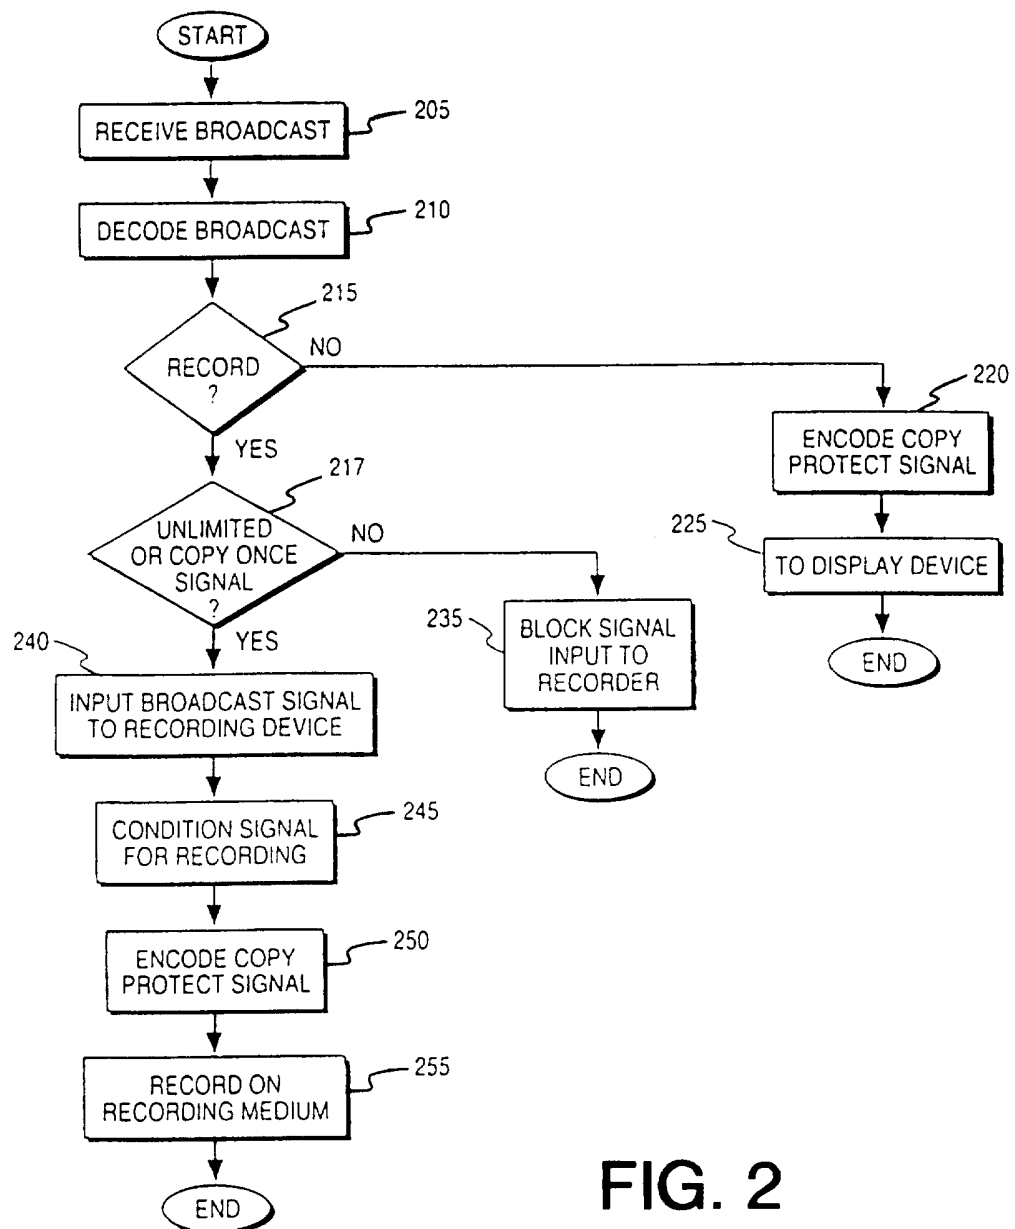 START
RECEIVE BROADCAST
205
DECODE BROADCAST
210
215
RECORD
?
NO
YES
220
ENCODE COPY
PROTECT SIGNAL
225
TO DISPLAY DEVICE
END
217
UNLIMITED
OR COPY ONCE
SIGNAL
?
NO
YES
235
BLOCK SIGNAL
INPUT TO
RECORDER
END
240
INPUT BROADCAST SIGNAL
TO RECORDING DEVICE
245
CONDITION SIGNAL
FOR RECORDING
250
ENCODE COPY
PROTECT SIGNAL
255
RECORD ON
RECORDING MEDIUM
END
FIG. 2